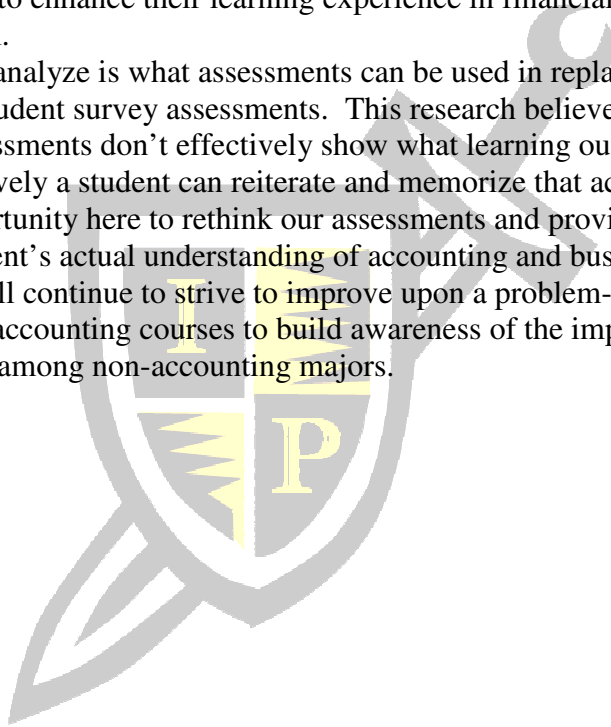 to enhance their learning experience in financial
.
analyze is what assessments can be used in repla
udent survey assessments. This research believe
ssments don’t effectively show what learning ou
vely a student can reiterate and memorize that ac
rtunity here to rethink our assessments and provi
ent’s actual understanding of accounting and bus
ll continue to strive to improve upon a problem-
accounting courses to build awareness of the imp
among non-accounting majors.
I
P